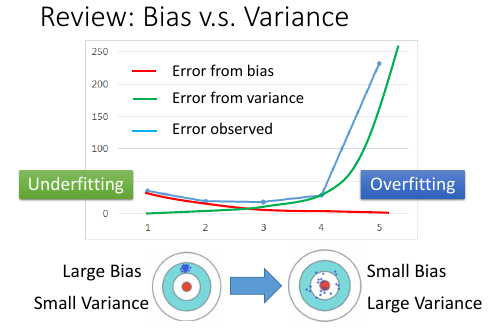 Review: Bias v.s. Variance
250
200
150
100
50
0
1 2 3 4 5
Error from bias
Error from variance
Error observed
Underfitting
Overfitting
Large Bias
Small Variance
Small Bias
Large Variance